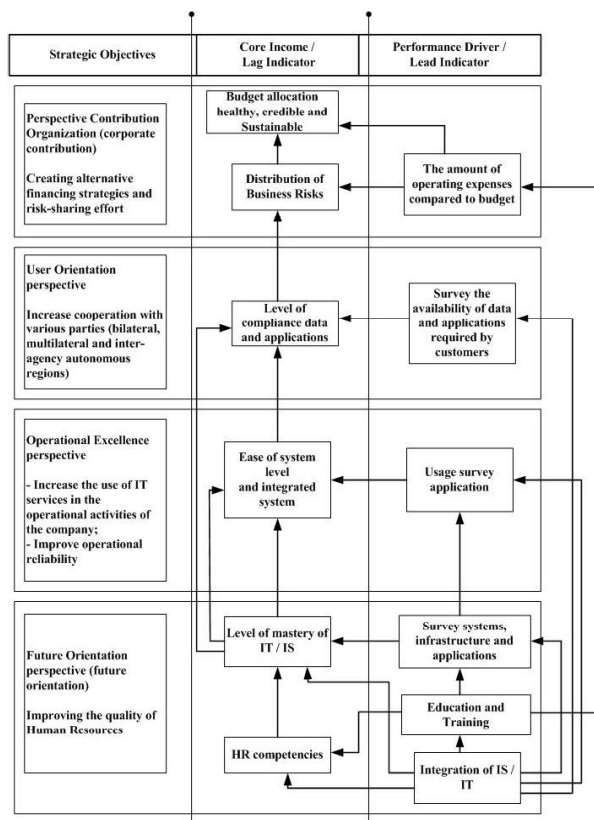 Strategic Objectives
Core Income /
Lag Indicator
Performance Driver /
Lead Indicator
Perspective Contribution
Organization (corporate
contribution)
Creating alternative
financing strategies and
risk-sharing effort
Budget allocation
healthy, credible and
Sustainable
Distribution of
Business Risks
The amount of
operating expenses
compared to budget
User Orientation
perspective
Increase cooperation with
various parties (bilateral,
multilateral and inter-
agency autonomous
regions)
Level of
compliance data
and applications
Survey the
availability of data
and applications
required by
customers
Operational Excellence
perspective
- Increase the use of IT
services in the
operational activities of
the company;
- Improve operational
reliability
Ease of system
level
and integrated
system
Usage survey
application
Future Orientation
perspective (future
orientation)
Improving the quality of
Human Resources
Level of mastery of
IT / IS
Survey systems,
infrastructure and
applications
Education and
Training
HR competencies
Integration of IS /
IT